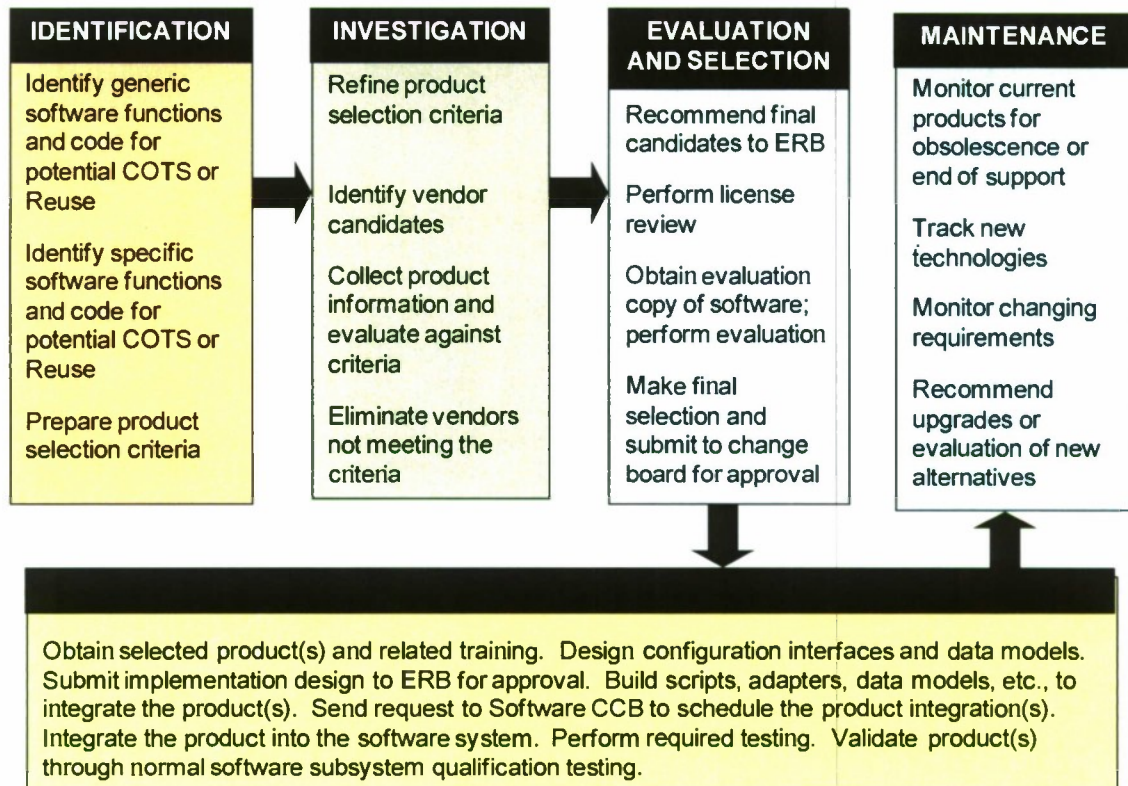 IDENTIFICATION
Identify generic
software functions
and code for
potential COTS or
Reuse
Identify specific
software functions
and code for
potential COTS or
Reuse
Prepare product
selection criteria
INVESTIGATION
Refine product
selection criteria
Identify vendor
candidates
Collect product
information and
evaluate against
criteria
Eliminate vendors
not meeting the
criteria
EVALUATION
AND SELECTION
Recommend final
candidates to ERB
Perform license
review
Obtain evaluation
copy of software;
perform evaluation
Make final
selection and
submit to change
board for approval
MAINTENANCE
Monitor current
products for
obsolescence or
end of support
Track new
technologies
Monitor changing
requirements
Recommend
upgrades or
evaluation of new
alternatives
Obtain selected product(s) and related training. Design configuration interfaces and data models.
Submit implementation design to ERB for approval. Build scripts, adapters, data models, etc., to
integrate the product(s). Send request to Software CCB to schedule the product integration(s).
Integrate the product into the software system. Perform required testing. Validate product(s)
through normal software subsystem qualification testing.